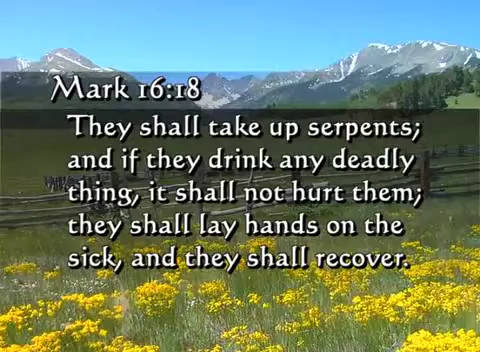 Mark 16:18
They shall take up serpents;
and if they drink any deadly
thing, it shall not hurt them;
they shall lay hands on the
sick, and they shall recover.